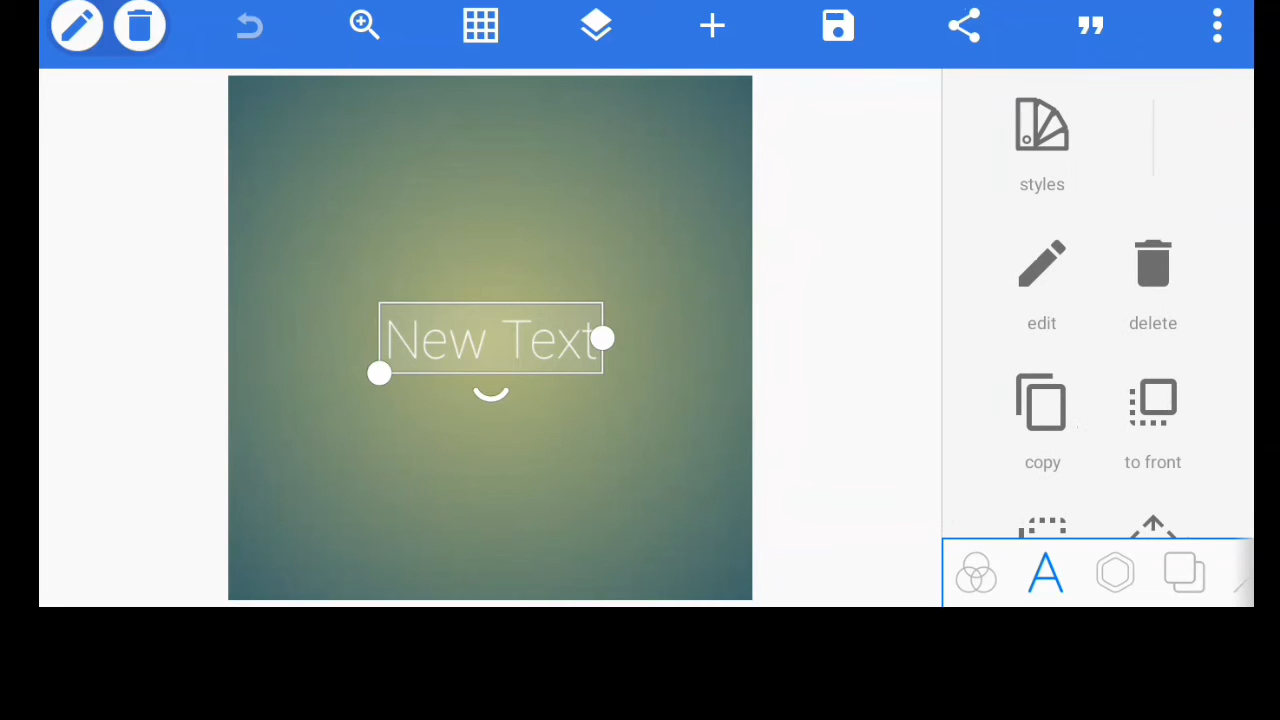 styles
New Text
edit
delete
copy
to front